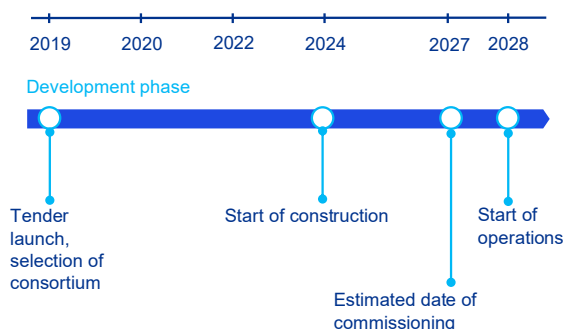 2019 2020 2022 2024 2027 2028
Development phase
Tender
launch,
selection of
consortium
Start of construction
Estimated date of
commissioning
Start of
operations